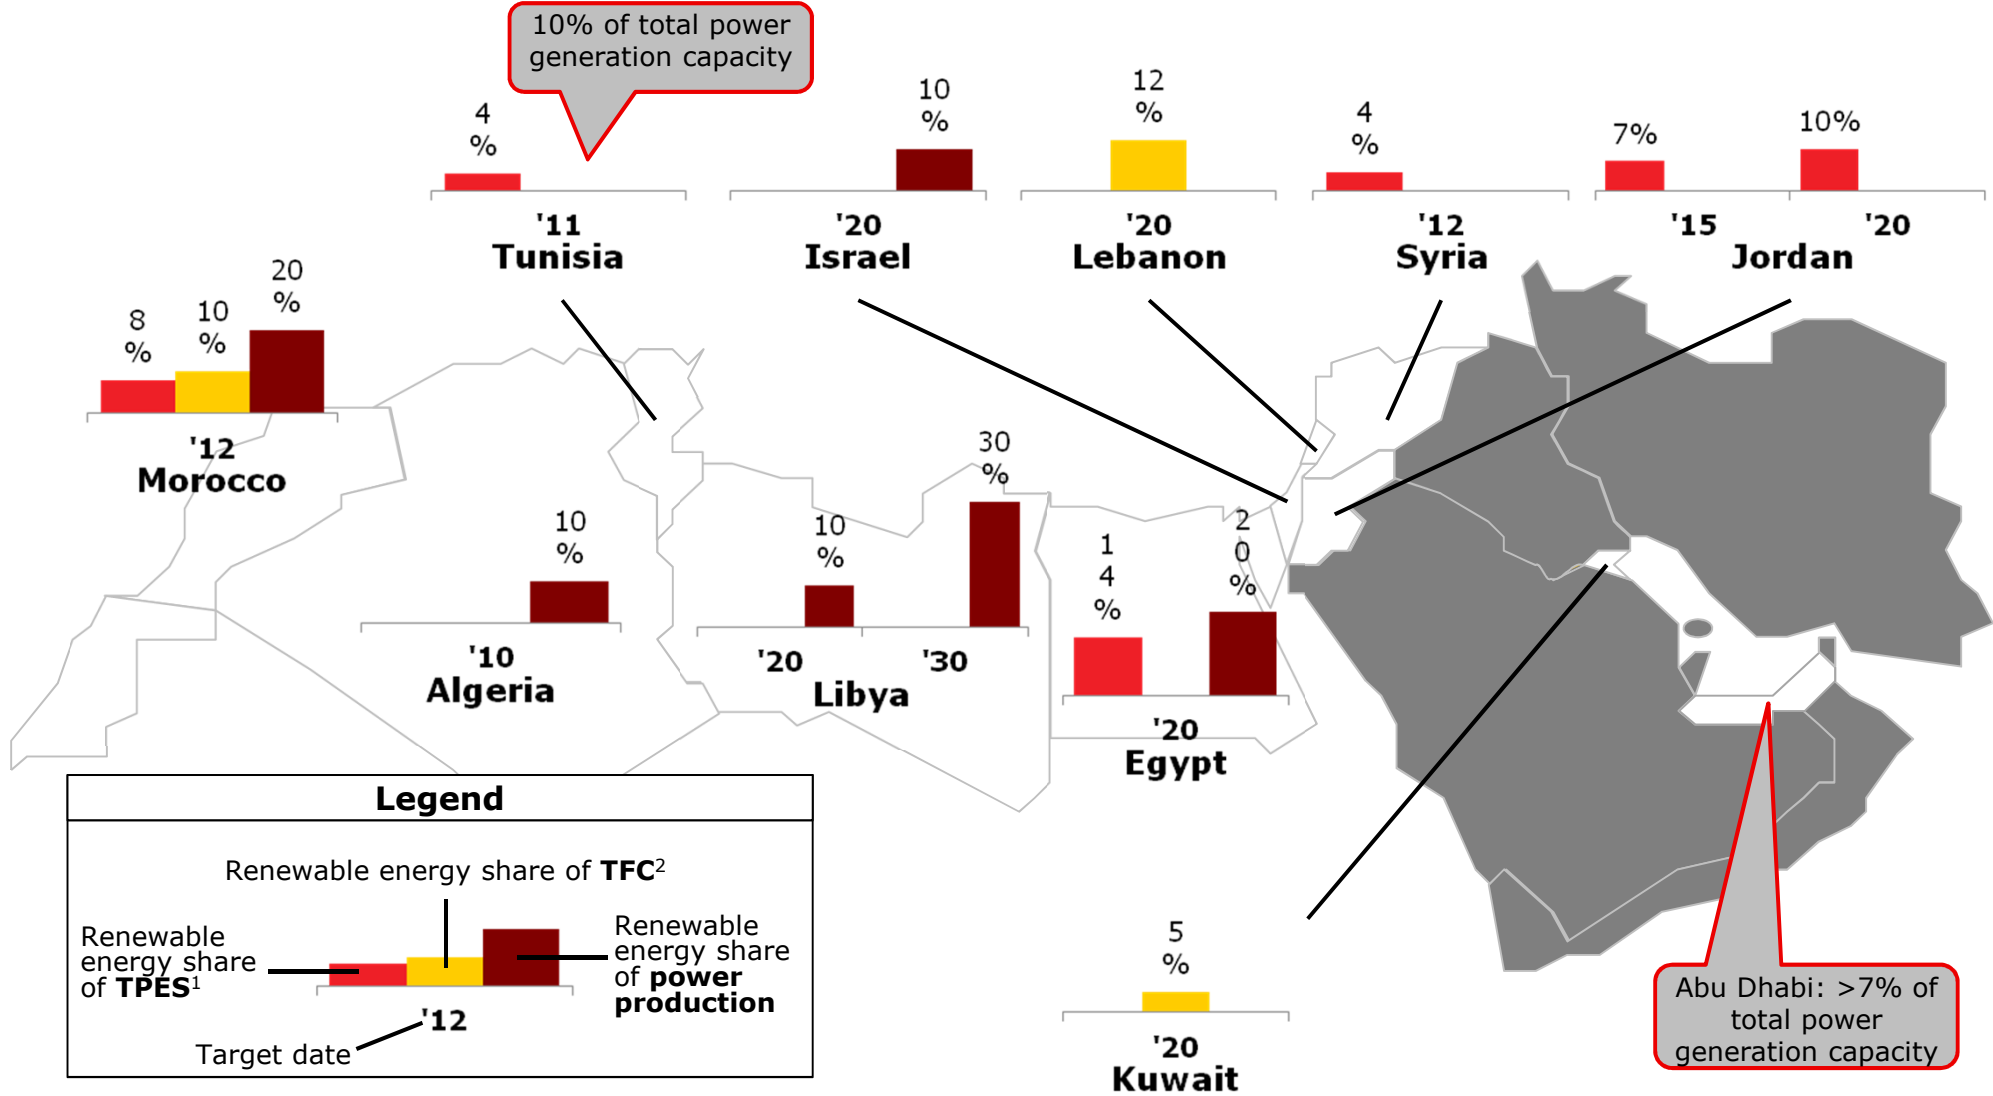 10% of total power
generation capacity
4
%
'11
Tunisia
10
%
'20
Israel
12
%
'20
Lebanon
4
%
'12
Syria
7%
10%
'15
'20
Jordan
8
%
10
%
20
%
'12
Morocco
10
%
'10
Algeria
10
%
30
%
'20
'30
Libya
1
4
%
2
0
%
'20
Egypt
5
%
'20
Kuwait
Abu Dhabi: >7% of
total power
generation capacity
Legend
Renewable energy share of TFC²
Renewable
energy share
of TPES¹
Renewable
energy share
of power
production
'12
Target date